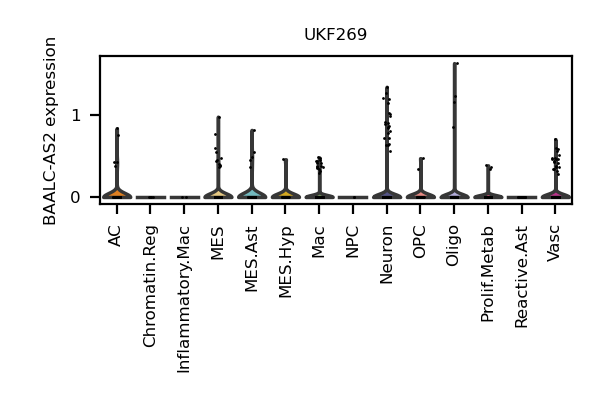 UKF269
BAALC-AS2 expression
1
0
AC
Chromatin.Reg
Inflammatory.Mac
MES
MES.Ast
MES.Hyp
Mac
NPC
Neuron
OPC
Oligo
Prolif.Metab
Reactive.Ast
Vasc